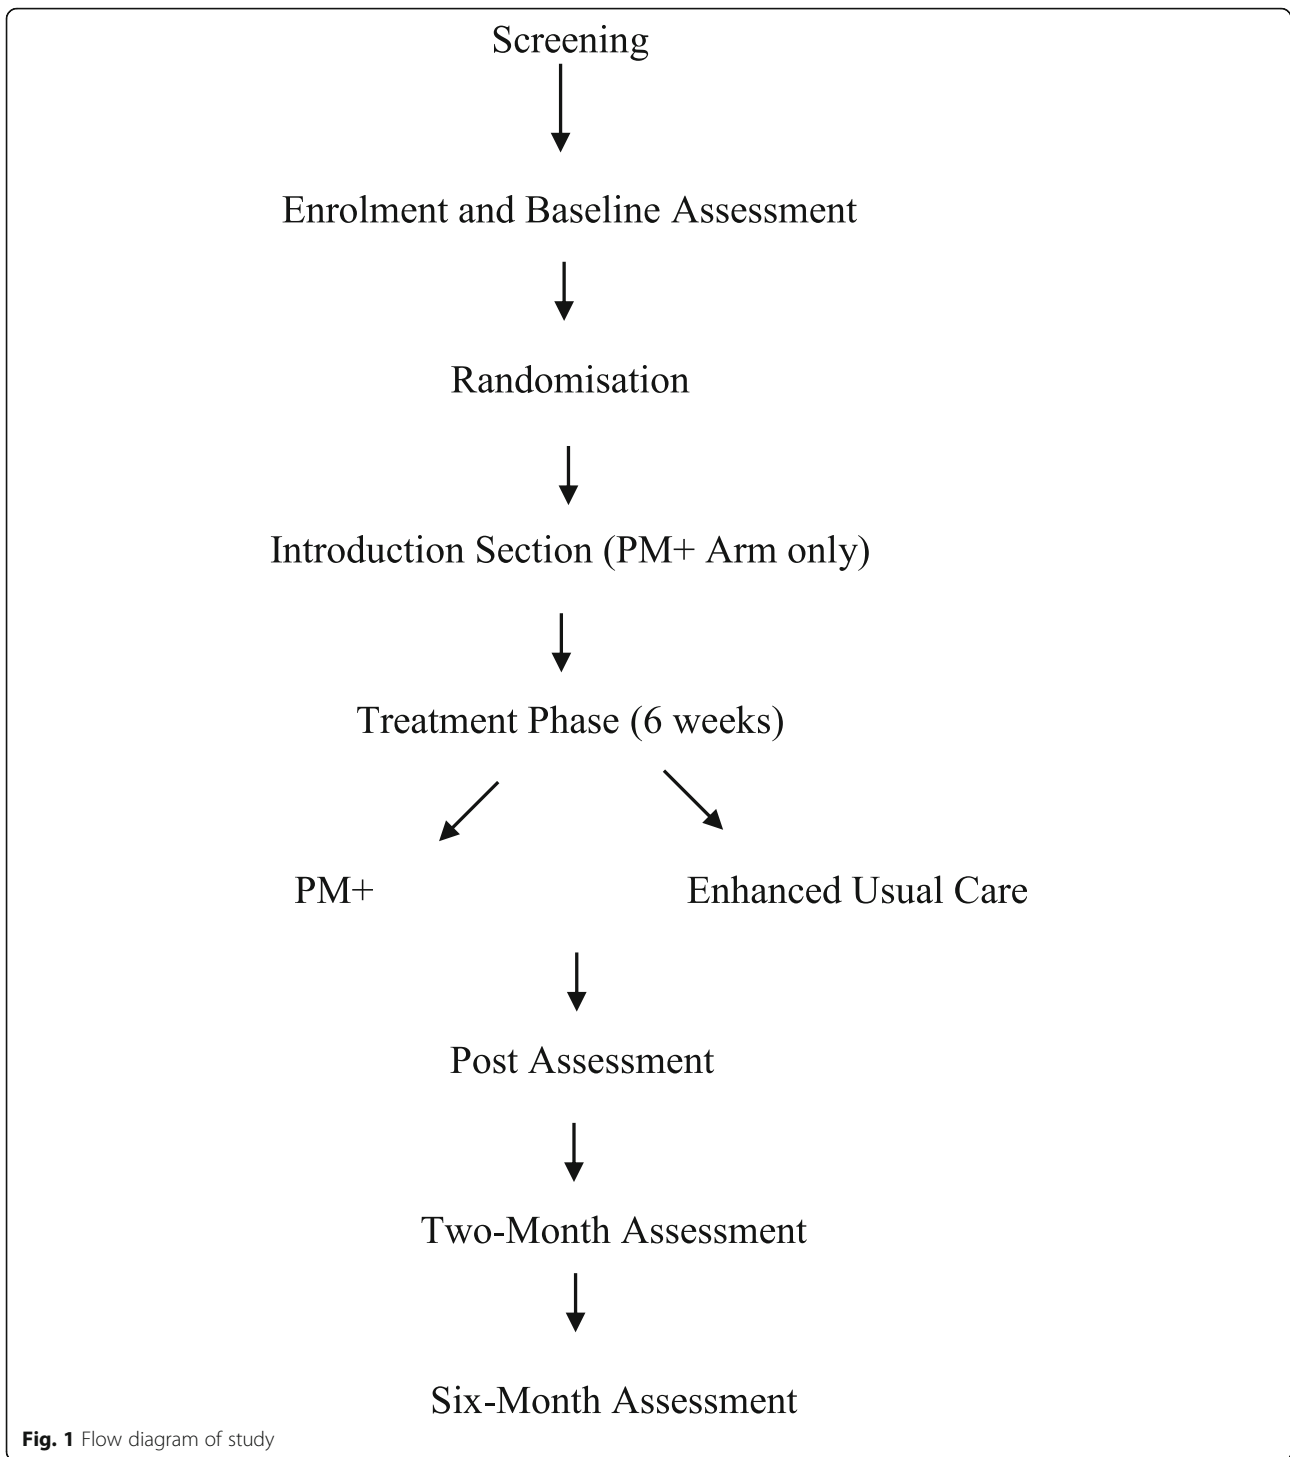 Screening
Enrolment and Baseline Assessment
Randomisation
Introduction Section (PM+ Arm only)
Treatment Phase (6 weeks)
PM+
Enhanced Usual Care
Post Assessment
Two-Month Assessment
Six-Month Assessment
Fig. 1 Flow diagram of study